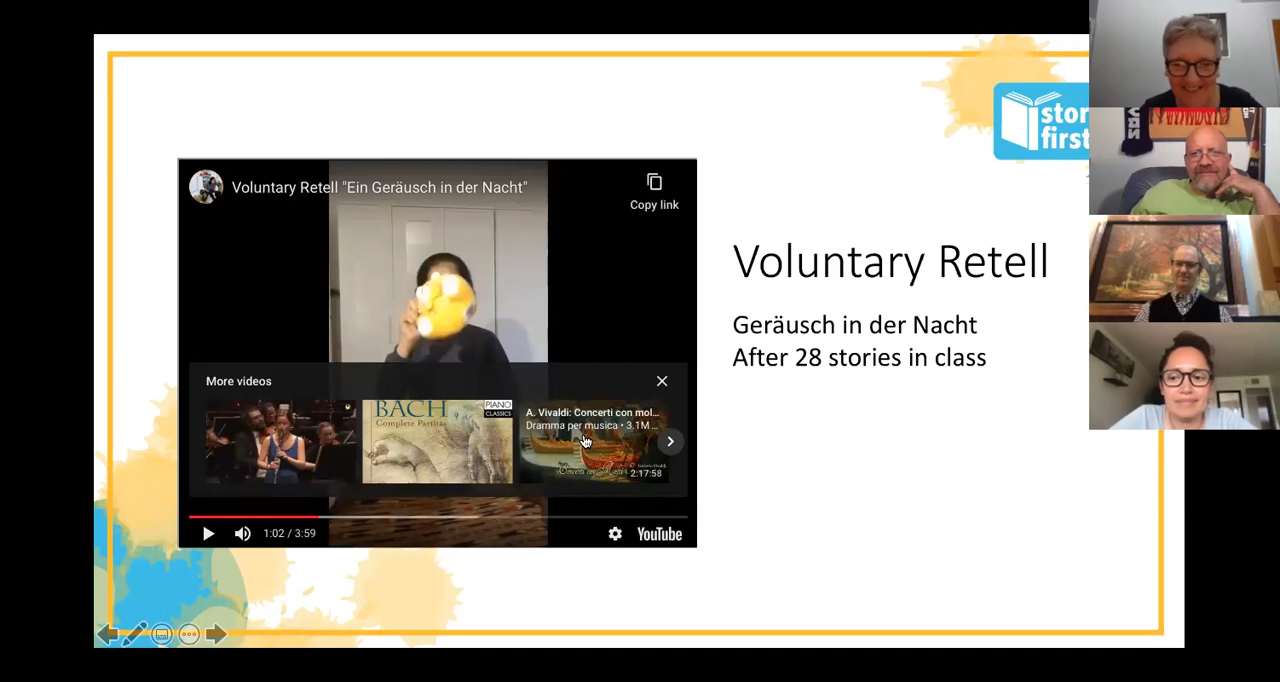 stor
first
Voluntary Retell "Ein Geräusch in der Nacht"
Copy link
Voluntary Retell
Geräusch in der Nacht
After 28 stories in class
More videos
BACH
Complete Partitas
PIANO
CLASSICS
A. Vivaldi: Concerti con mol...
Dramma per musica • 3.1M ...
2:17:58
1:02 / 3:59
YouTube